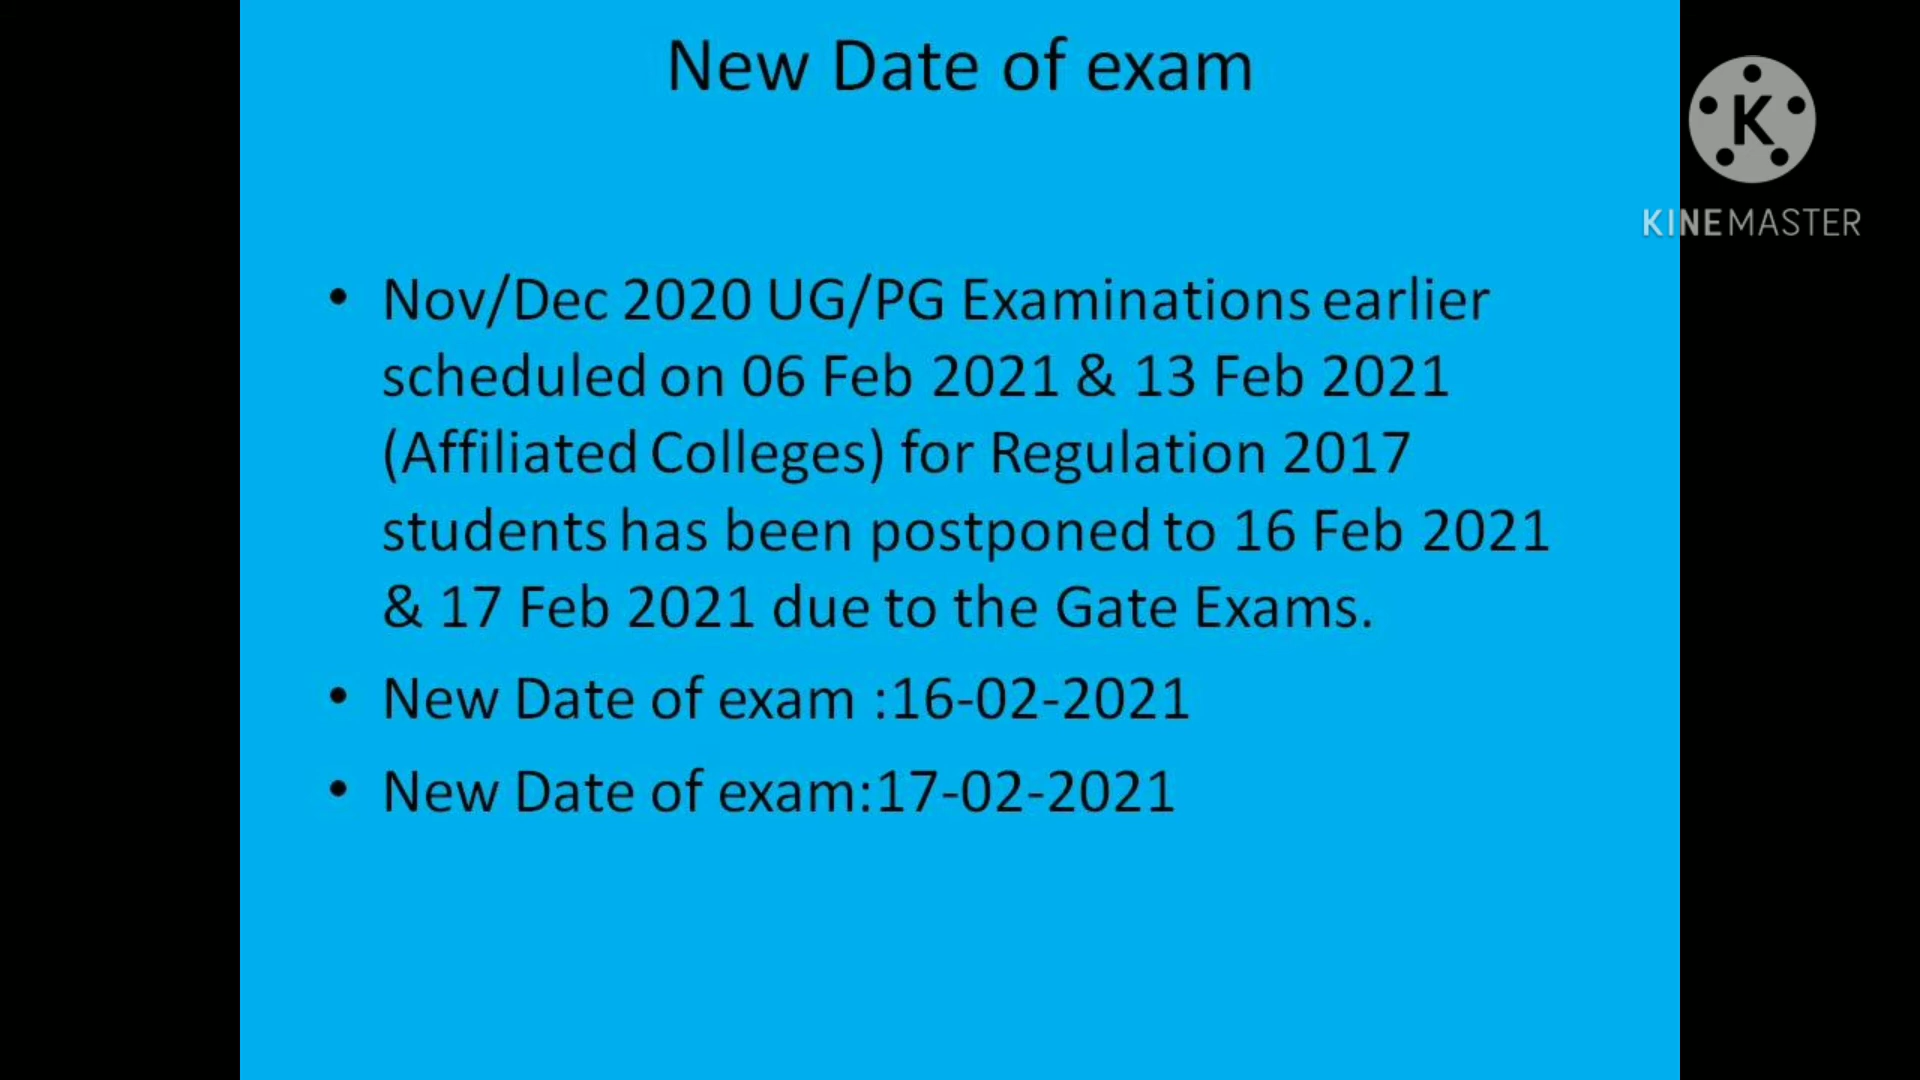 New Date of exam
K
KINEMASTER
• Nov/Dec 2020 UG/PG Examinations earlier
scheduled on 06 Feb 2021 & 13 Feb 2021
(Affiliated Colleges) for Regulation 2017
students has been postponed to 16 Feb 2021
& 17 Feb 2021 due to the Gate Exams.
• New Date of exam :16-02-2021
• New Date of exam:17-02-2021